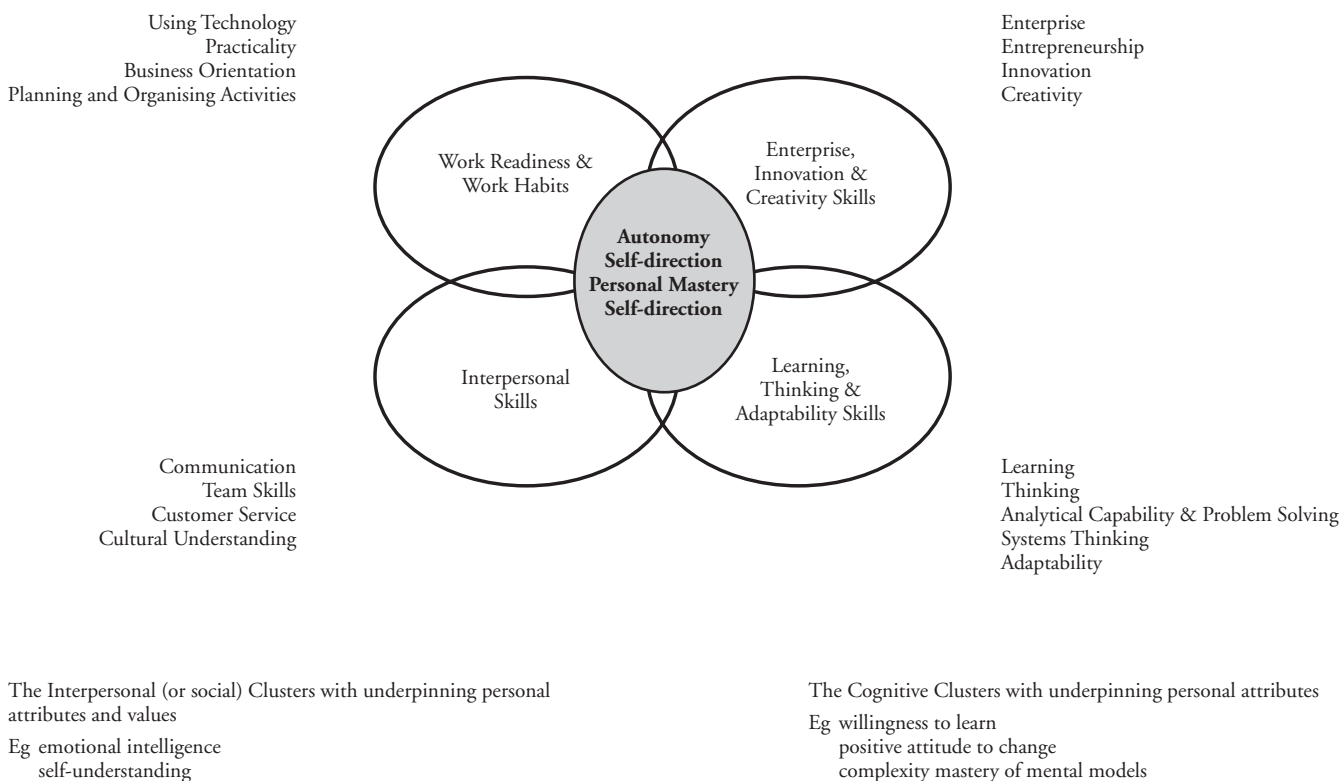 Using Technology
Practicality
Business Orientation
Planning and Organising Activities
Enterprise
Entrepreneurship
Innovation
Creativity
Work Readiness &
Work Habits
Enterprise,
Innovation &
Creativity Skills
Autonomy
Self-direction
Personal Mastery
Self-direction
Interpersonal
Skills
Learning,
Thinking &
Adaptability Skills
Communication
Team Skills
Customer Service
Cultural Understanding
Learning
Thinking
Analytical Capability & Problem Solving
Systems Thinking
Adaptability
The Interpersonal (or social) Clusters with underpinning personal
attributes and values
Eg emotional intelligence
self-understanding
The Cognitive Clusters with underpinning personal attributes
Eg willingness to learn
positive attitude to change
complexity mastery of mental models